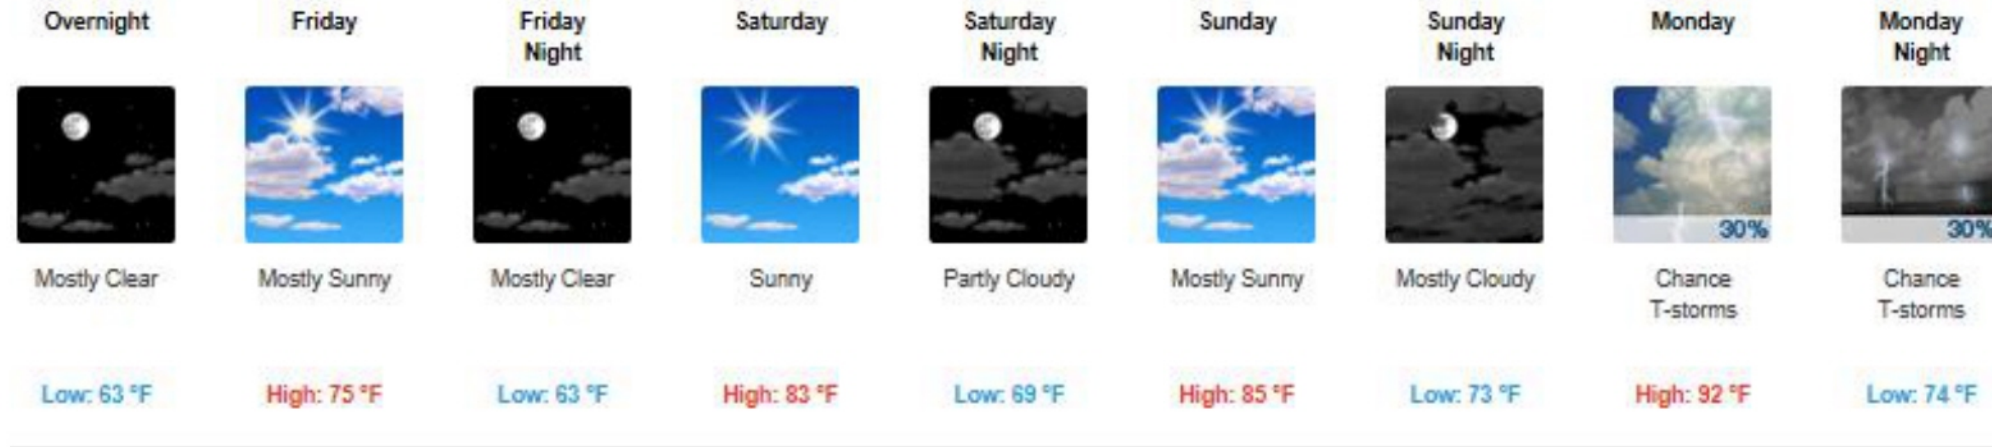 Overnight
Friday
Friday
Night
Saturday
Saturday
Night
Sunday
Sunday
Night
Monday
Monday
Night
30%
30%
Mostly Clear
Mostly Sunny
Mostly Clear
Sunny
Partly Cloudy
Mostly Sunny
Mostly Cloudy
Chance
T-storms
Chance
T-storms
Low: 63 °F
High: 75 °F
Low: 63 °F
High: 83 °F
Low: 69 °F
High: 85 °F
Low: 73 °F
High: 92 °F
Low: 74 °F